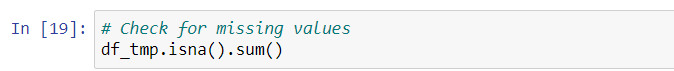 In [19]: # Check for missing values
df_tmp.isna().sum()